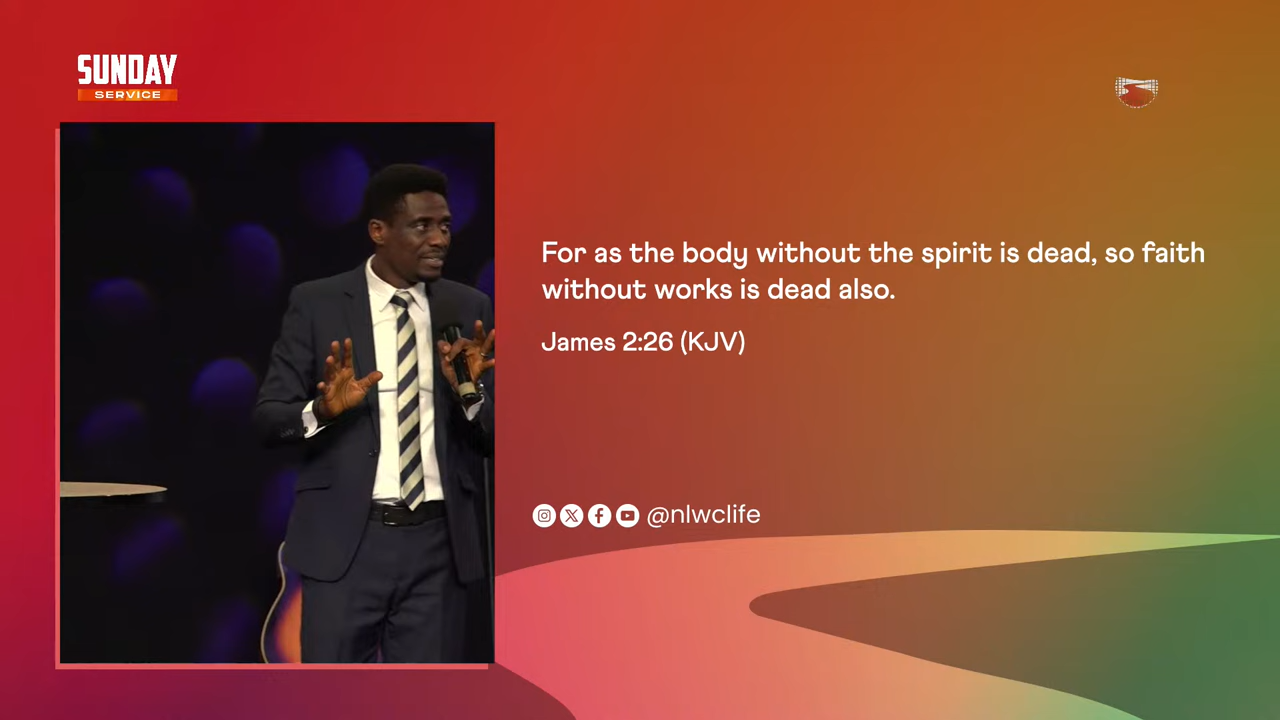 SUNDAY
SERVICE
For as the body without the spirit is dead, so faith
without works is dead also.
James 2:26 (KJV)
@nlwclife